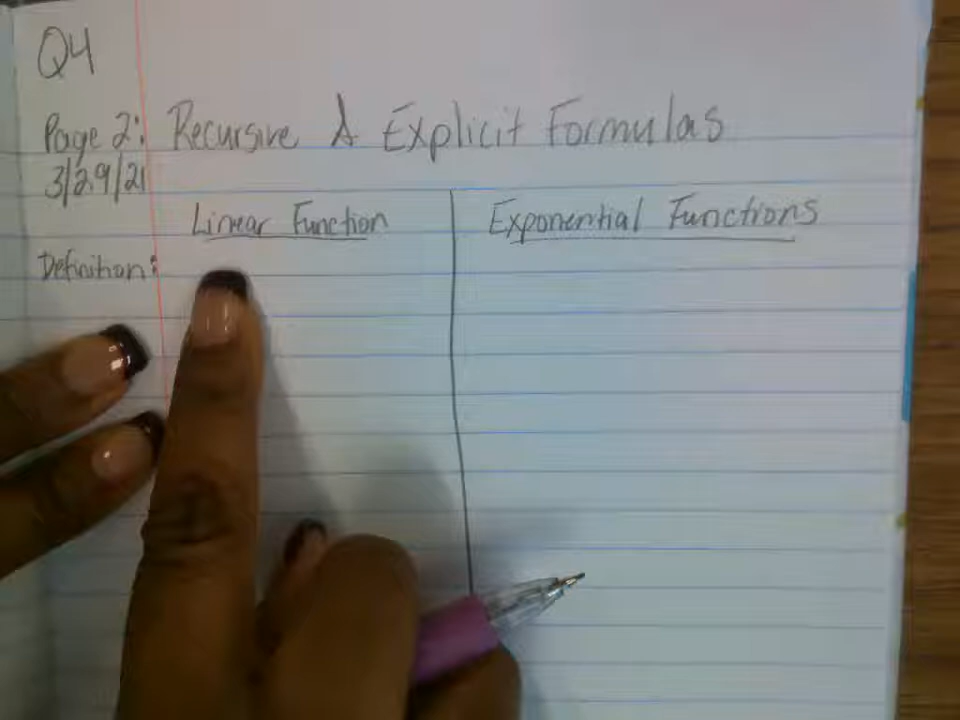 Q4
Page 2: Recursive & Explicit Formulas
3/29/21
Linear Function
Exponential Functions
Definition: